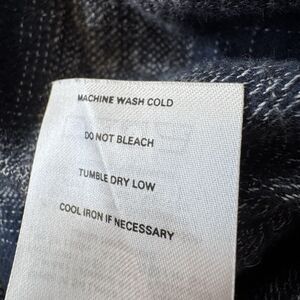 MACHINE WASH COLD
DO NOT BLEACH
TUMBLE DRY LOW
COOL IRON IF NECESSARY